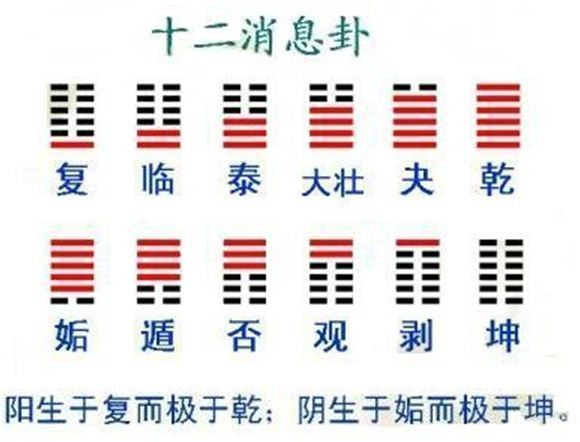 十二消息卦
复 临 泰 大壮 夬 乾
姤 遁 否 观 剥 坤
阳生于复而极于乾；阴生于姤而极于坤。